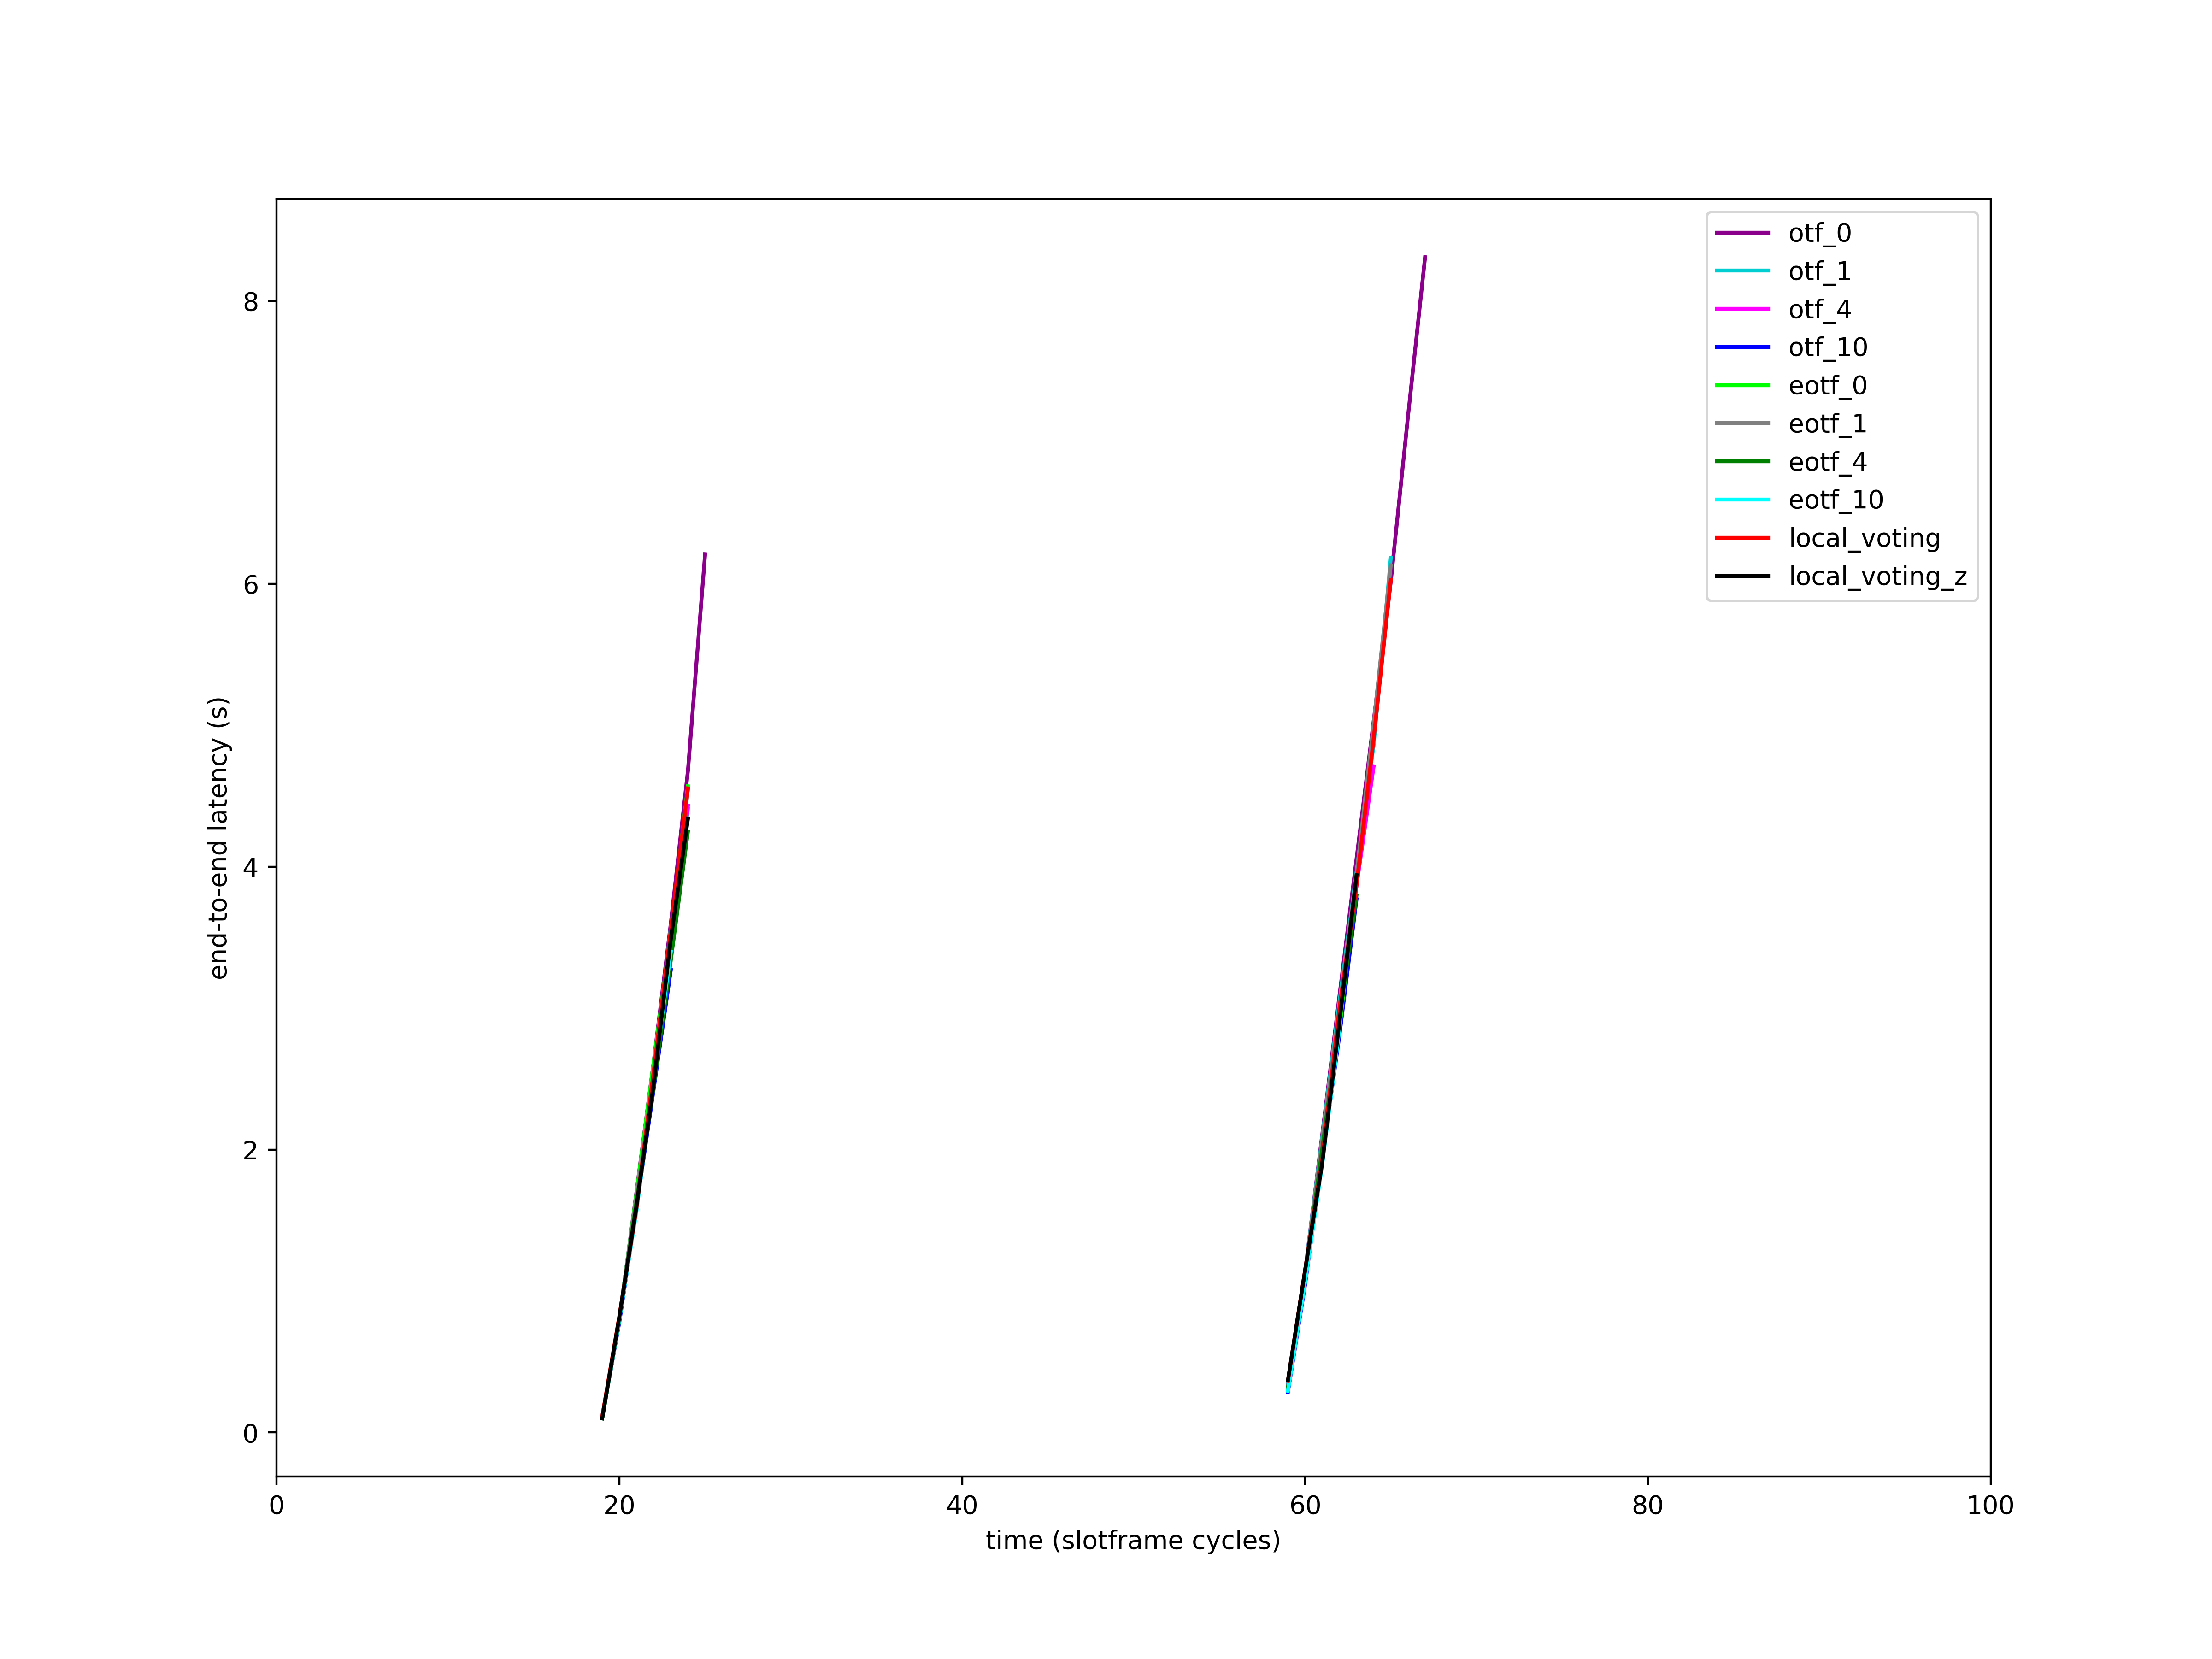 otf_0
otf_1
otf_4
otf_10
eotf_0
eotf_1
eotf_4
eotf_10
local_voting
local_voting_z
8
6
4
2
0
end-to-end latency (s)
0 20 40 60 80 100
time (slotframe cycles)